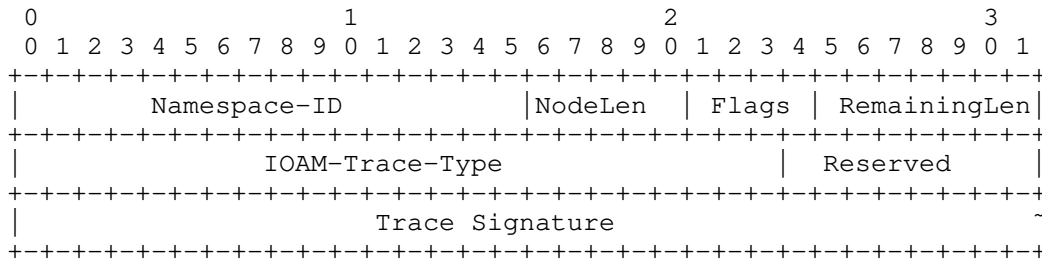 0                   1                   2                   3
 0 1 2 3 4 5 6 7 8 9 0 1 2 3 4 5 6 7 8 9 0 1 2 3 4 5 6 7 8 9 0 1
+-+-+-+-+-+-+-+-+-+-+-+-+-+-+-+-+-+-+-+-+-+-+-+-+-+-+-+-+-+-+-+-+
|        Namespace-ID           |NodeLen  | Flags | RemainingLen|
+-+-+-+-+-+-+-+-+-+-+-+-+-+-+-+-+-+-+-+-+-+-+-+-+-+-+-+-+-+-+-+-+
|               IOAM-Trace-Type                 |  Reserved     |
+-+-+-+-+-+-+-+-+-+-+-+-+-+-+-+-+-+-+-+-+-+-+-+-+-+-+-+-+-+-+-+-+
|                      Trace Signature                          ~
+-+-+-+-+-+-+-+-+-+-+-+-+-+-+-+-+-+-+-+-+-+-+-+-+-+-+-+-+-+-+-+-+